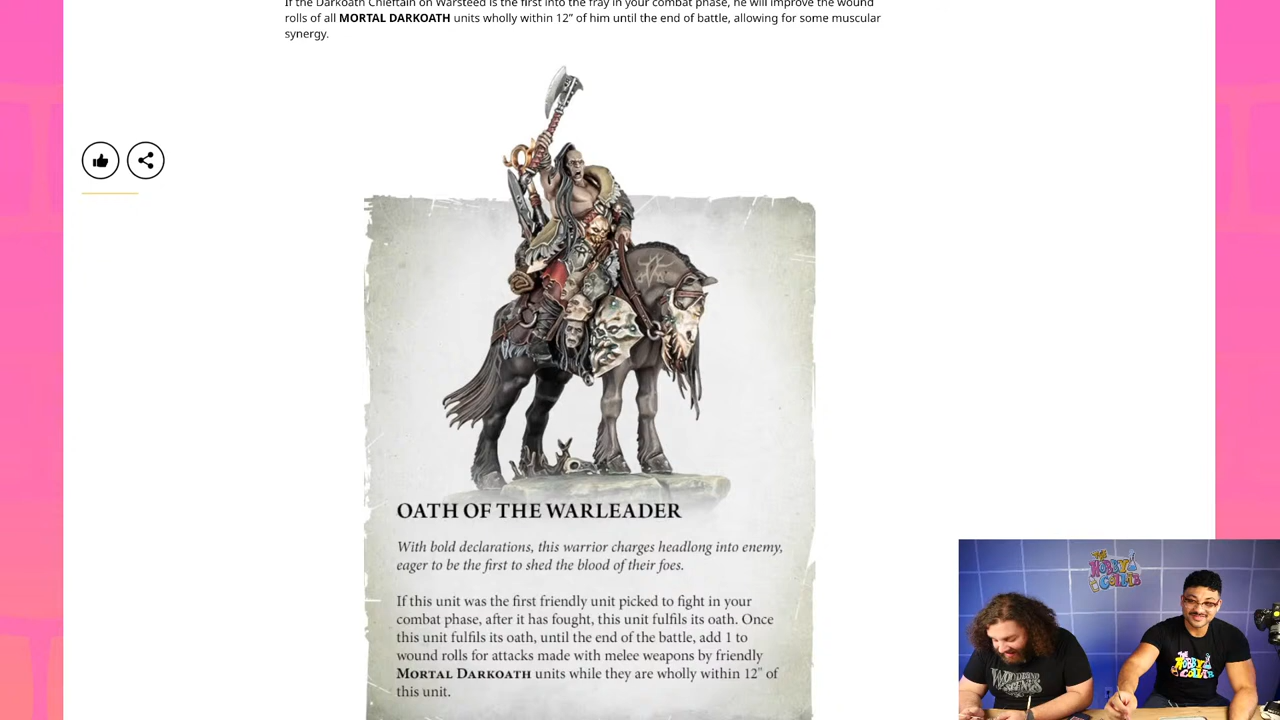 If the Darkoath Chieftain on Warsteed is the first into the fray in your combat phase, he will improve the wound
rolls of all MORTAL DARKOATH units wholly within 12” of him until the end of battle, allowing for some muscular
synergy.
OATH OF THE WARLEADER
With bold declarations, this warrior charges headlong into enemy,
eager to be the first to shed the blood of their foes.
If this unit was the first friendly unit picked to fight in your
combat phase, after it has fought, this unit fulfils its oath. Once
this unit fulfils its oath, until the end of the battle, add 1 to
wound rolls for attacks made with melee weapons by friendly
MORTAL DARKOATH units while they are wholly within 12" of
this unit.
THE HOBBY COLLAB
THE HOBBY COLLAB